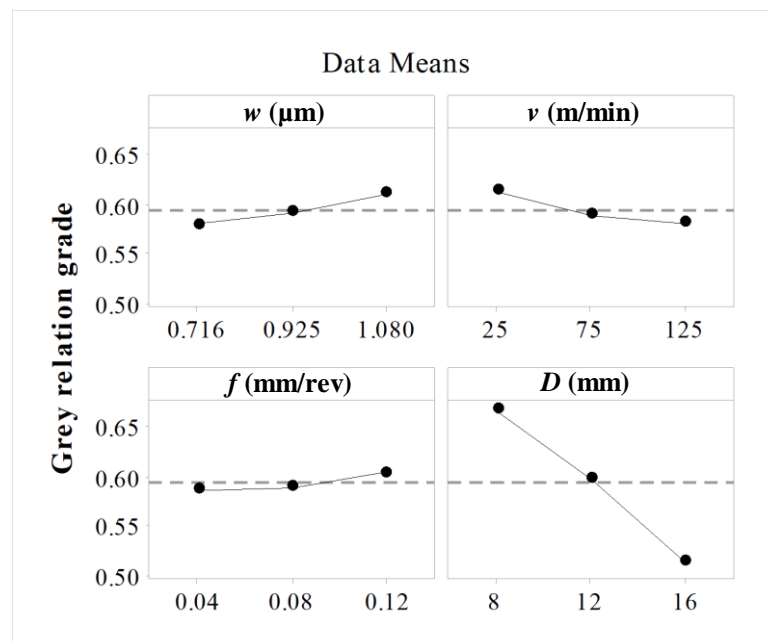 Data Means
w (µm)
v (m/min)
0.65
0.60
0.55
0.50
0.716 0.925 1.080
25 75 125
Grey relation grade
f (mm/rev)
D (mm)
0.65
0.60
0.55
0.50
0.04 0.08 0.12
8 12 16